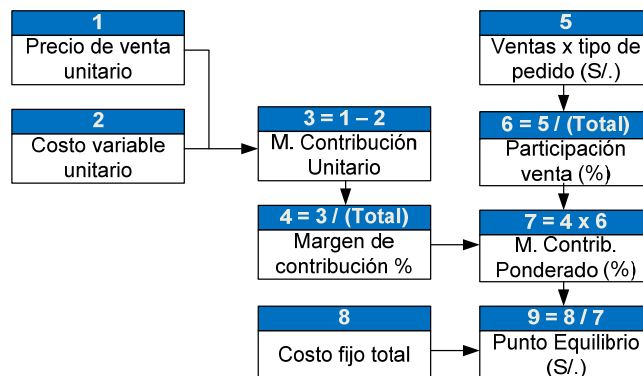 1
Precio de venta
unitario
2
Costo variable
unitario
3 = 1 – 2
M. Contribución
Unitario
4 = 3 / (Total)
Margen de
contribución %
5
Ventas x tipo de
pedido (S/.)
6 = 5 / (Total)
Participación
venta (%)
7 = 4 x 6
M. Contrib.
Ponderado (%)
8
Costo fijo total
9 = 8 / 7
Punto Equilibrio
(S/.)